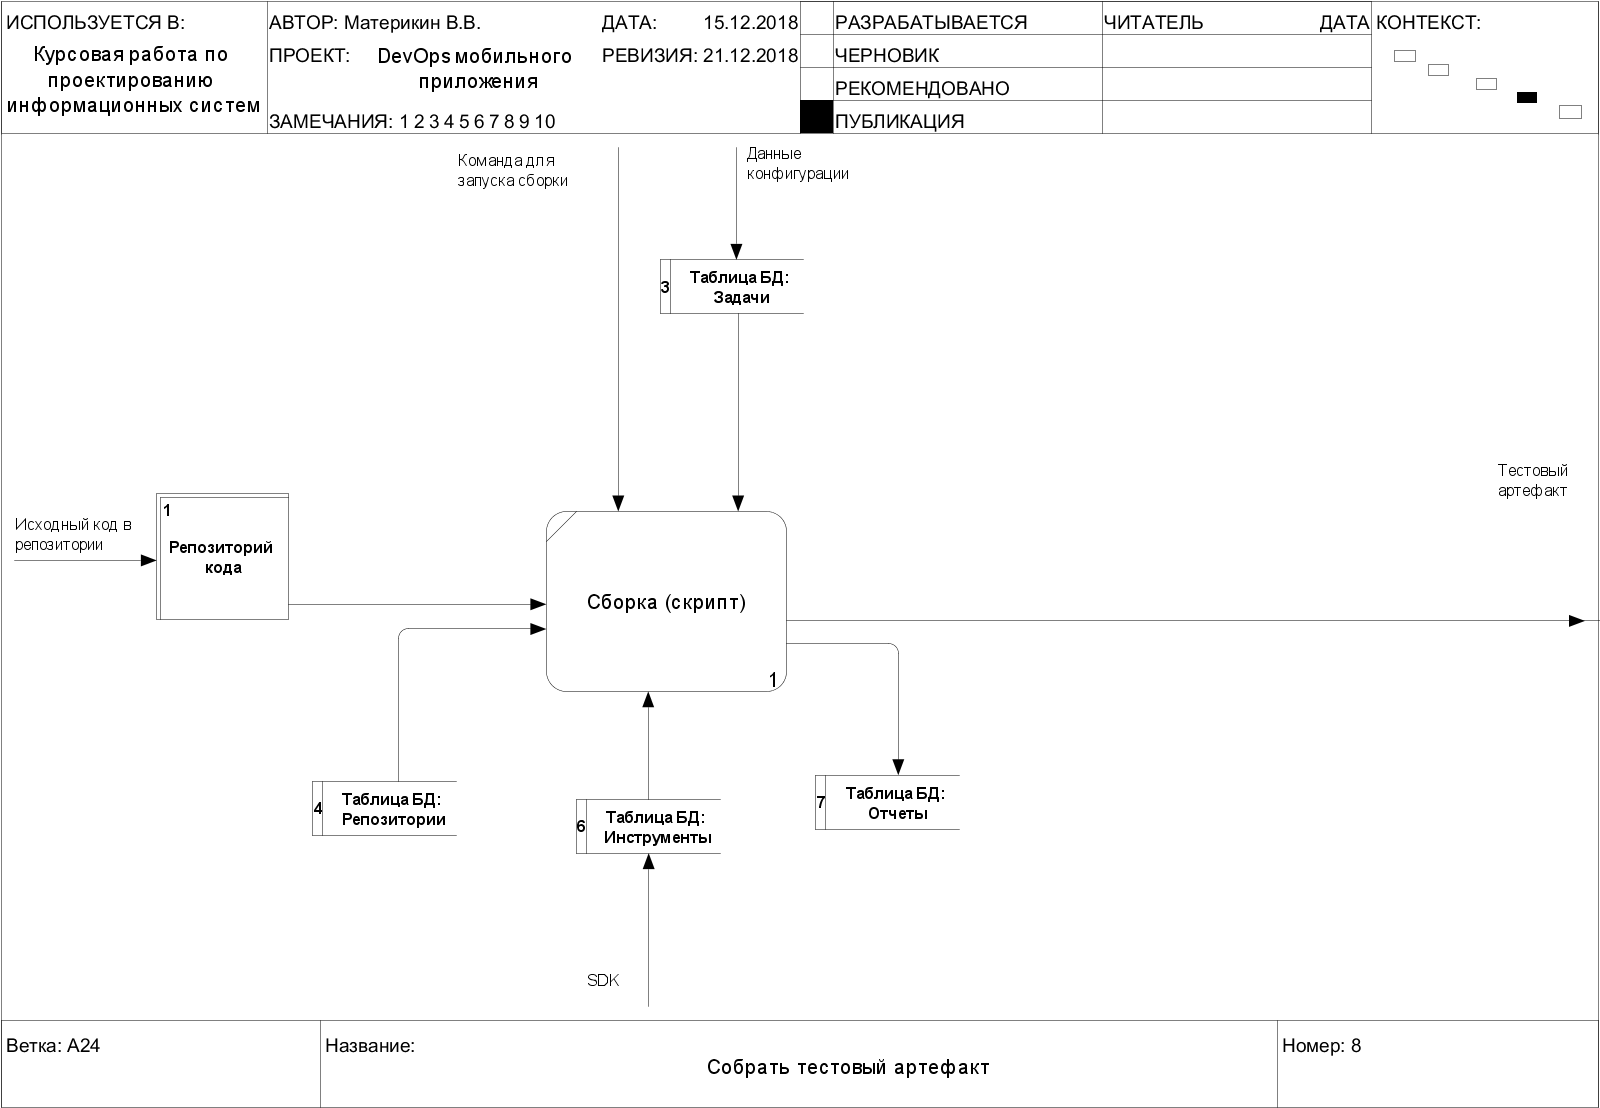 ИСПОЛЬЗУЕТСЯ В:
Курсовая работа по
проектированию
информационных систем
АВТОР: Материкин В.В.
ДАТА: 15.12.2018
ПРОЕКТ: DevOps мобильного
приложения
РЕВИЗИЯ: 21.12.2018
ЗАМЕЧАНИЯ: 1 2 3 4 5 6 7 8 9 10
РАЗРАБАТЫВАЕТСЯ
ЧЕРНОВИК
РЕКОМЕНДОВАНО
ПУБЛИКАЦИЯ
ЧИТАТЕЛЬ ДАТА
КОНТЕКСТ:
Команда для
запуска сборки
Данные
конфигурации
3
Таблица БД:
Задачи
Тестовый
артефакт
Исходный код в
репозитории
1
Репозиторий
кода
Сборка (скрипт)
1
4
Таблица БД:
Репозитории
6
Таблица БД:
Инструменты
7
Таблица БД:
Отчеты
SDK
Ветка: A24
Название:
Собрать тестовый артефакт
Номер: 8